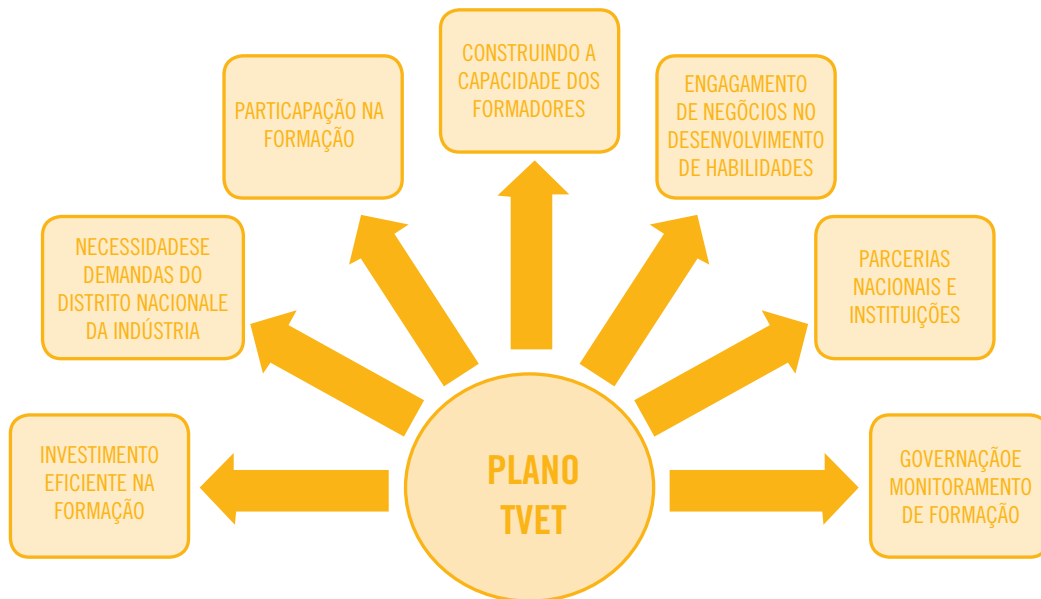 CONSTRUINDO A
CAPACIDADE DOS
FORMADORES
PARTICAPAÇÃO NA
FORMAÇÃO
ENGAGAMENTO
DE NEGÕCIOS NO
DESENVOLVIMENTO
DE HABILIDADES
NECESSIDADESE
DEMANDAS DO
DISTRITO NACIONALE
DA INDÚSTRIA
PARCERIAS
NACIONAIS E
INSTITUIÇÕES
INVESTIMENTO
EFICIENTE NA
FORMAÇÃO
PLANO
TVET
GOVERNAÇÃOE
MONITORAMENTO
DE FORMAÇÃO